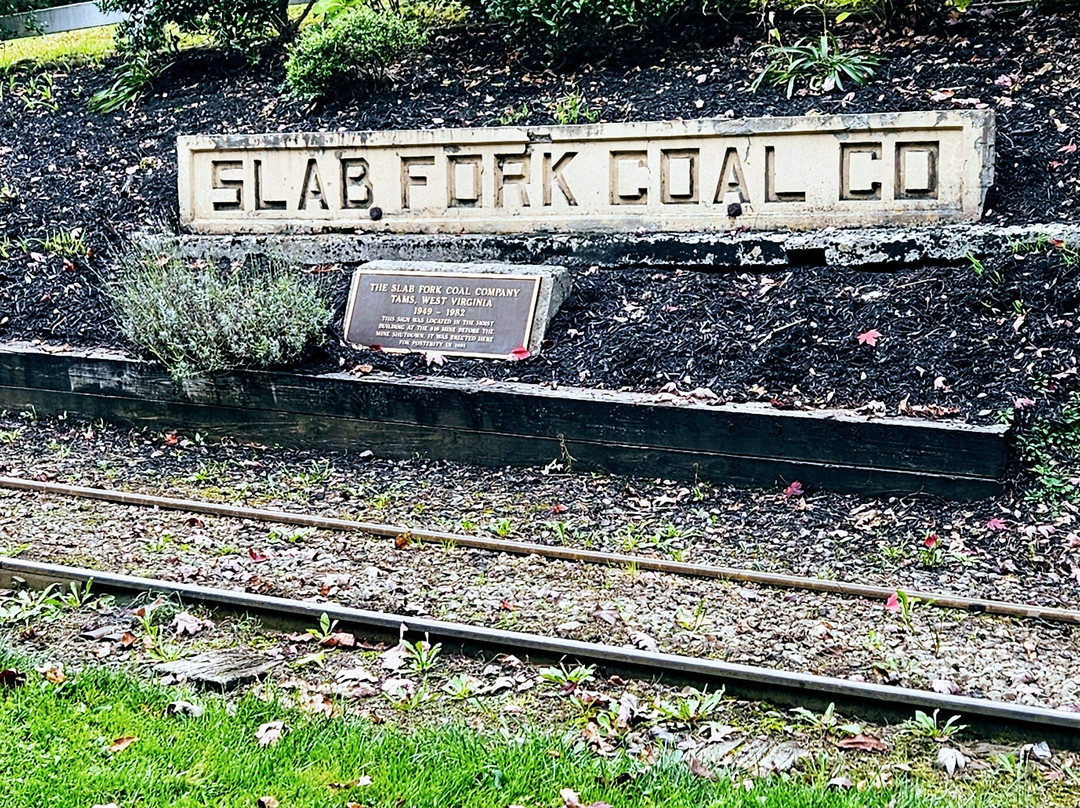 SLAB FORK COAL CO
THE SLAB FORK COAL COMPANY
TAMS, WEST VIRGINIA
1949 - 1982
THIS SIGN WAS LOCATED IN THE HOIST
BUILDING AT THE #10 MINE BEFORE THE
MINE SHUTDOWN. IT WAS ERECTED HERE
FOR POSTERITY IN 1991